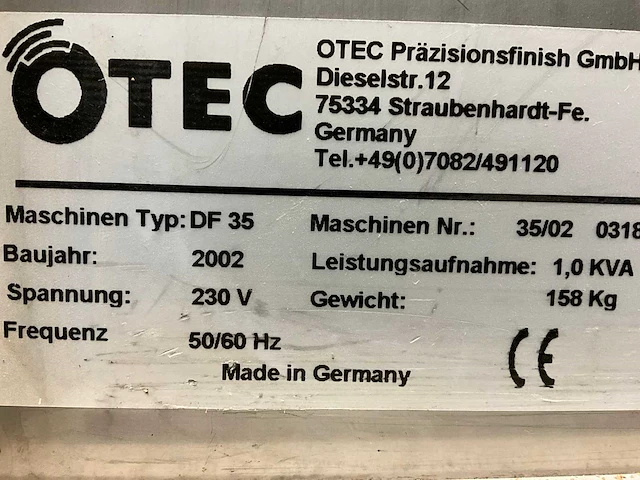 OTEC
OTEC Präzisionsfinish GmbH
Dieselstr.12
75334 Straubenhardt-Fe.
Germany
Tel.+49(0)7082/491120
Maschinen Typ: DF 35 Maschinen Nr.: 35/02 0318
Baujahr: 2002 Leistungsaufnahme: 1,0 KVA
Spannung: 230 V Gewicht: 158 Kg
Frequenz 50/60 Hz
Made in Germany CE